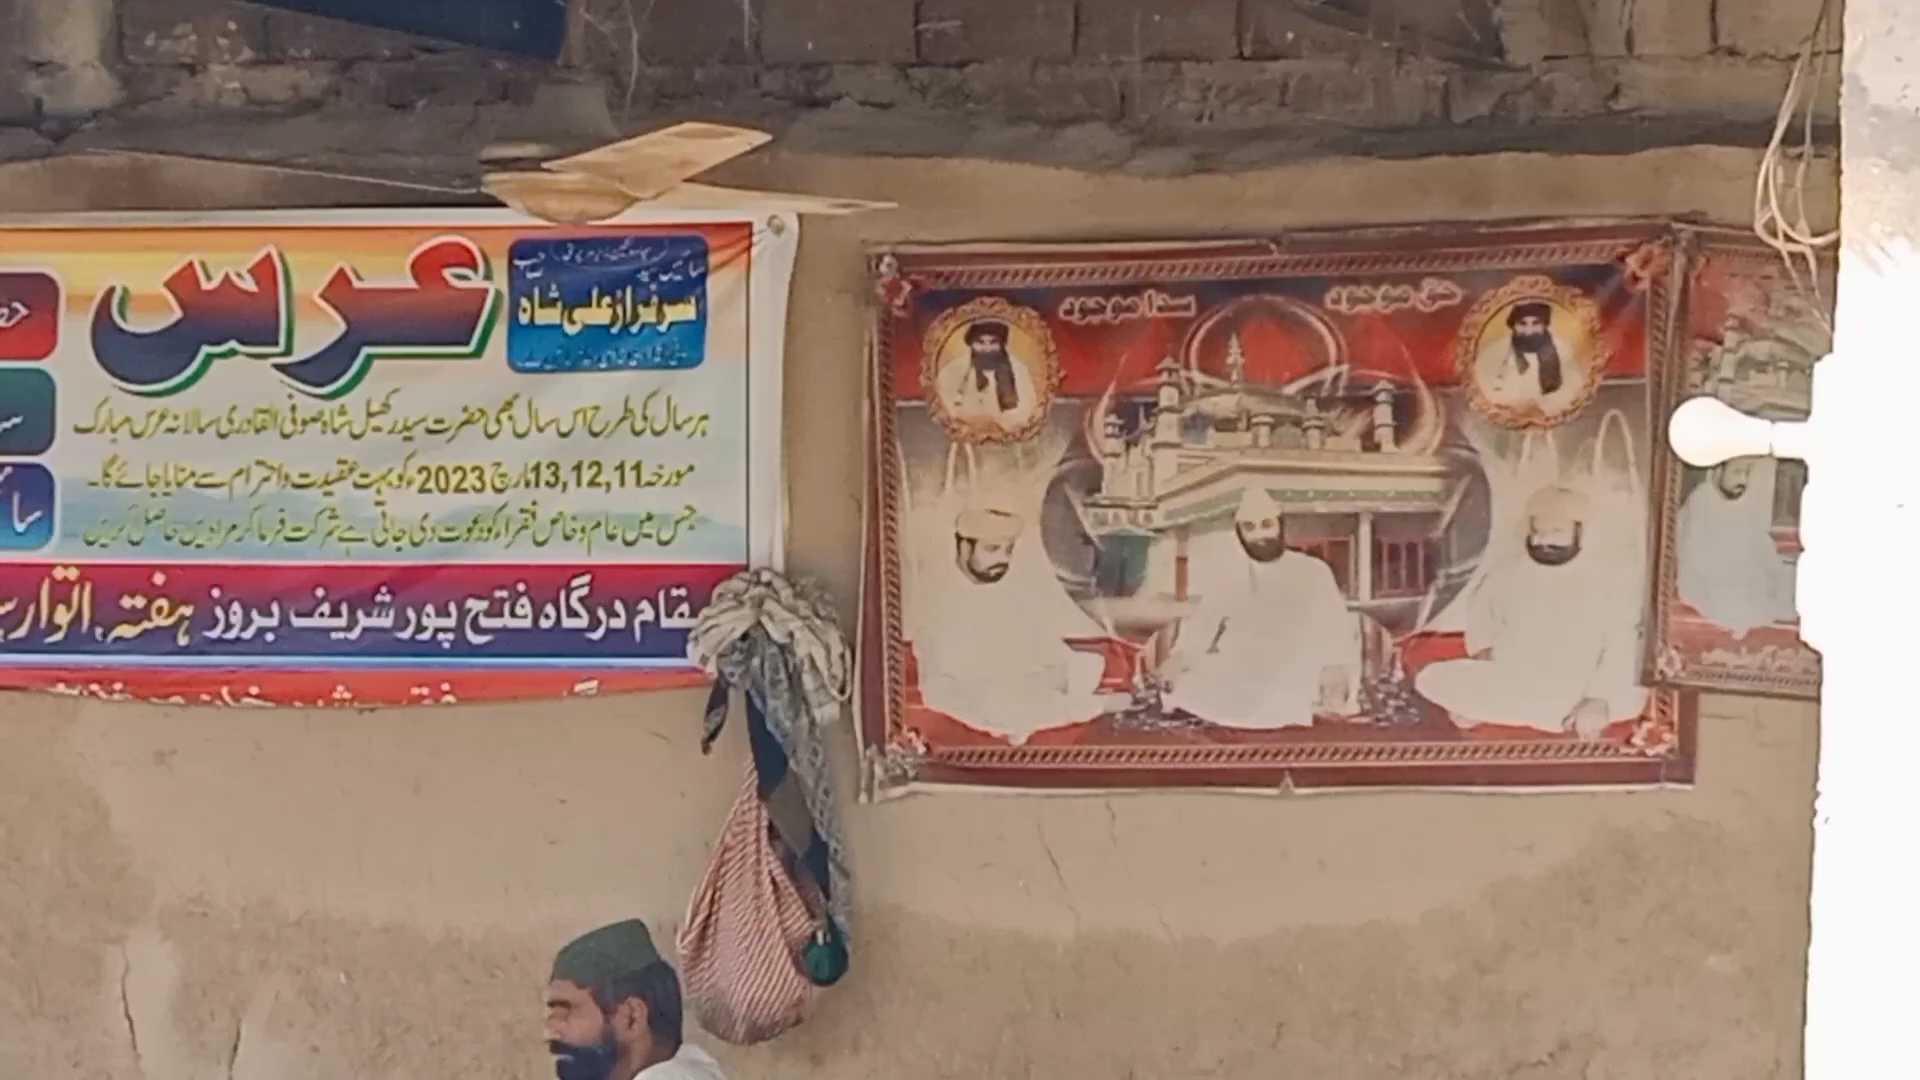 عرس
سرفراز علی شاہ
ہر سال کی طرح اس سال بھی حضرت سید رکھیل شاہ صوفی القادری سالانہ عرس مبارک
مورخہ 11,12,13 مارچ 2023ء کو بہت عقیدت و احترام سے منایا جائے گا۔
جس میں عام و خاص فقراء کو دعوت دی جاتی ہے شرکت فرما کر مرادیں حاصل کریں
بمقام درگاہ فتح پور شریف بروز ہفتہ، اتوار
حق موجود
سدا موجود